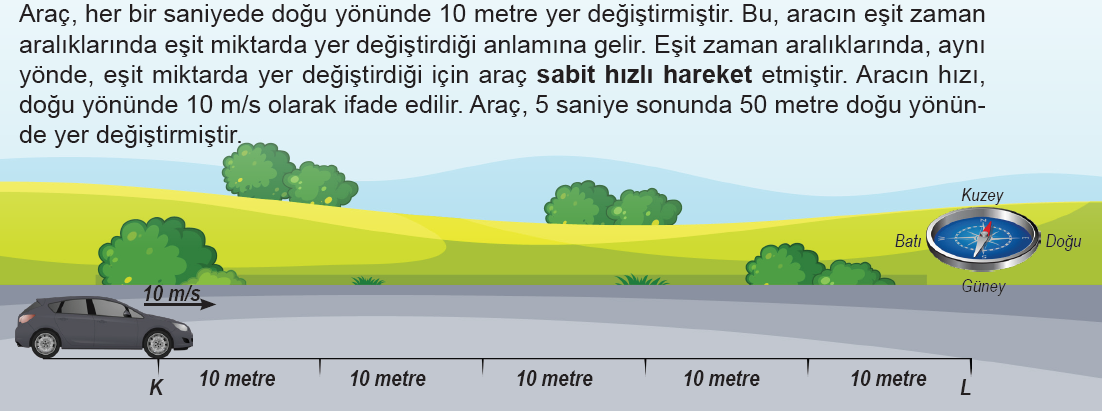 Araç, her bir saniyede doğu yönünde 10 metre yer değiştirmiştir. Bu, aracın eşit zaman
aralıklarında eşit miktarda yer değiştirdiği anlamına gelir. Eşit zaman aralıklarında, aynı
yönde, eşit miktarda yer değiştirdiği için araç sabit hızlı hareket etmiştir. Aracın hızı,
doğu yönünde 10 m/s olarak ifade edilir. Araç, 5 saniye sonunda 50 metre doğu yönün-
de yer değiştirmiştir.
Kuzey
Batı
Doğu
Güney
10 m/s
K
10 metre
10 metre
10 metre
10 metre
10 metre
L